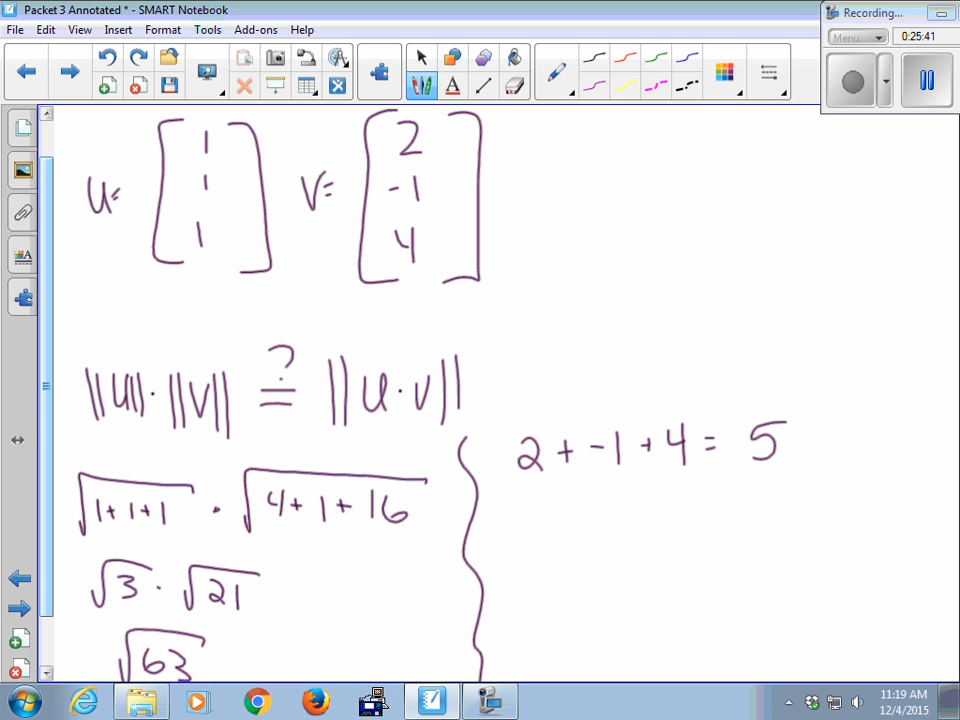 Packet 3 Annotated * - SMART Notebook
Recording...
File Edit View Insert Format Tools Add-ons Help
Menu 0:25:41
u= [1 1 1] v= [2 -1 4]
||u||·||v|| ?= ||u·v||
2 + -1 + 4 = 5
√1+1+1 · √4+1+16
√3 · √21
√63
11:19 AM
12/4/2015